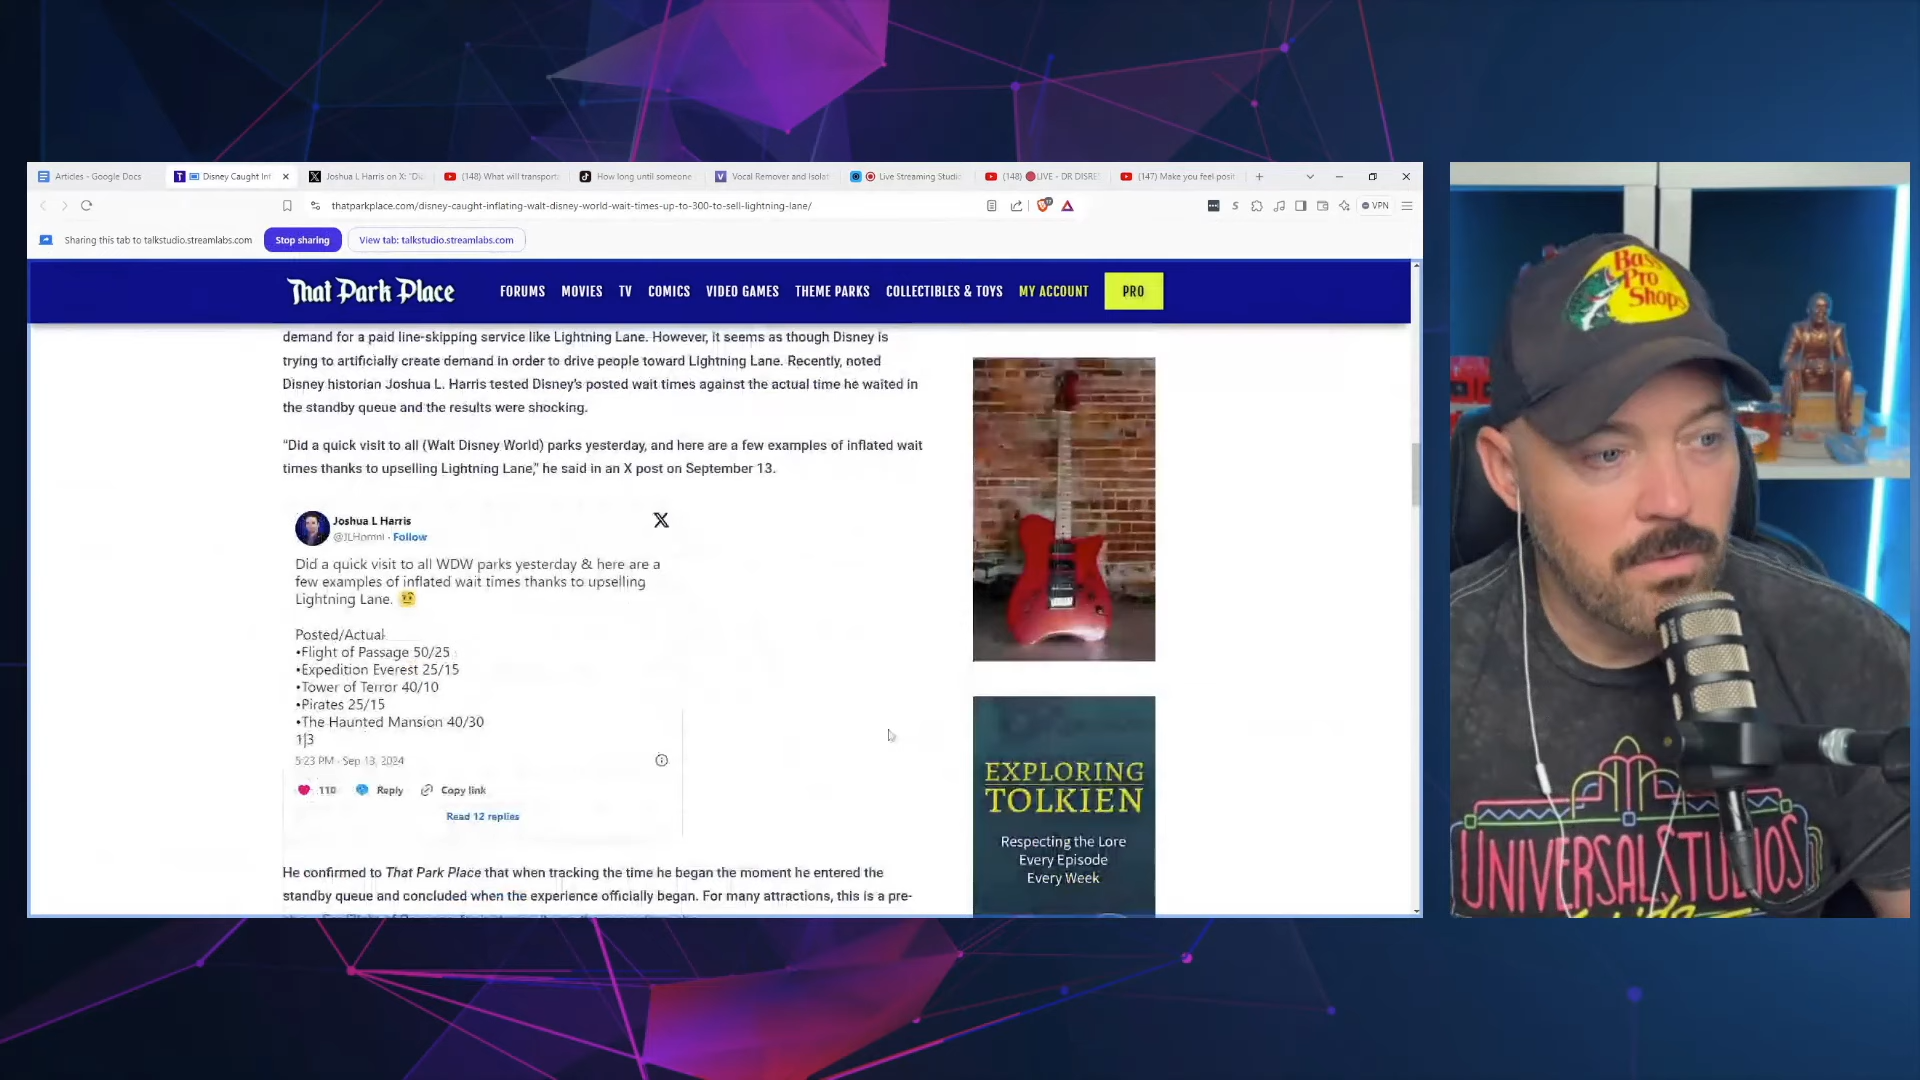 Articles - Google Docs
Disney Caught Inf
Joshua L Harris on X: "Du
(148) What will transport
How long until someone
Vocal Remover and Isolat
Live Streaming Studi
(148) LIVE - DR DISRE
(147) Make you feel posit
thatparkplace.com/disney-caught-inflating-walt-disney-world-wait-times-up-to-300-to-sell-lightning-lane/
VPN
Sharing this tab to talkstudio.streamlabs.com
Stop sharing
View tab: talkstudio.streamlabs.com
That Park Place
FORUMS
MOVIES
TV
COMICS
VIDEO GAMES
THEME PARKS
COLLECTIBLES & TOYS
MY ACCOUNT
PRO
demand for a paid line-skipping service like Lightning Lane. However, it seems as though Disney is
trying to artificially create demand in order to drive people toward Lightning Lane. Recently, noted
Disney historian Joshua L. Harris tested Disney's posted wait times against the actual time he waited in
the standby queue and the results were shocking.
"Did a quick visit to all (Walt Disney World) parks yesterday, and here are a few examples of inflated wait
times thanks to upselling Lightning Lane," he said in an X post on September 13.
Joshua L Harris
· Follow
Did a quick visit to all WDW parks yesterday & here are a
few examples of inflated wait times thanks to upselling
Lightning Lane.
Posted/Actual
•Flight of Passage 50/25
•Expedition Everest 25/15
•Tower of Terror 40/10
•Pirates 25/15
•The Haunted Mansion 40/30
1|3
5:23 PM · Sep 13, 2024
110
Reply
Copy link
Read 12 replies
He confirmed to That Park Place that when tracking the time he began the moment he entered the
standby queue and concluded when the experience officially began. For many attractions, this is a pre-
EXPLORING
TOLKIEN
Respecting the Lore
Every Episode
Every Week
Bass
Pro
Shops
UNIVERSAL STUDIOS